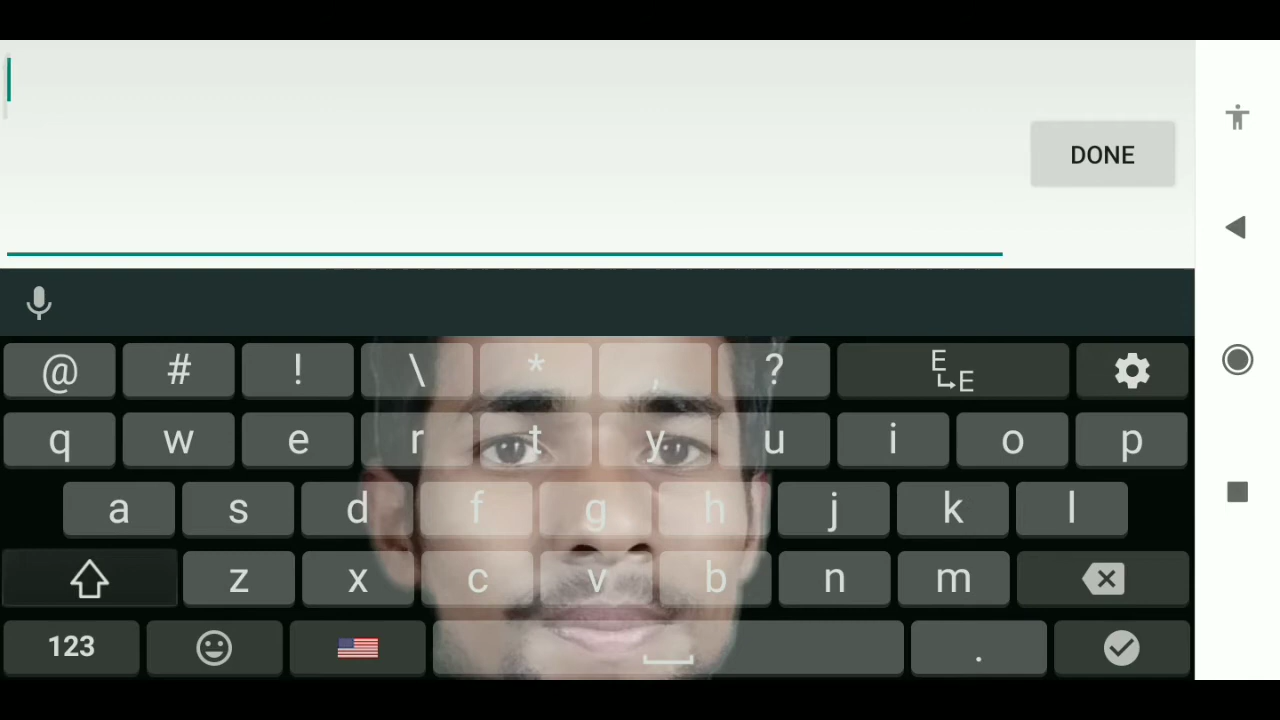 DONE
@ # ! \ * , ? E E
q w e r t y u i o p
a s d f g h j k l
z x c v b n m
123 .